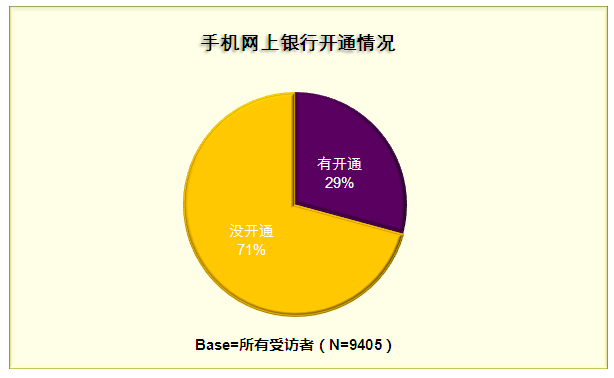 手机网上银行开通情况
有开通
29%
没开通
71%
Base=所有受访者（N=9405）